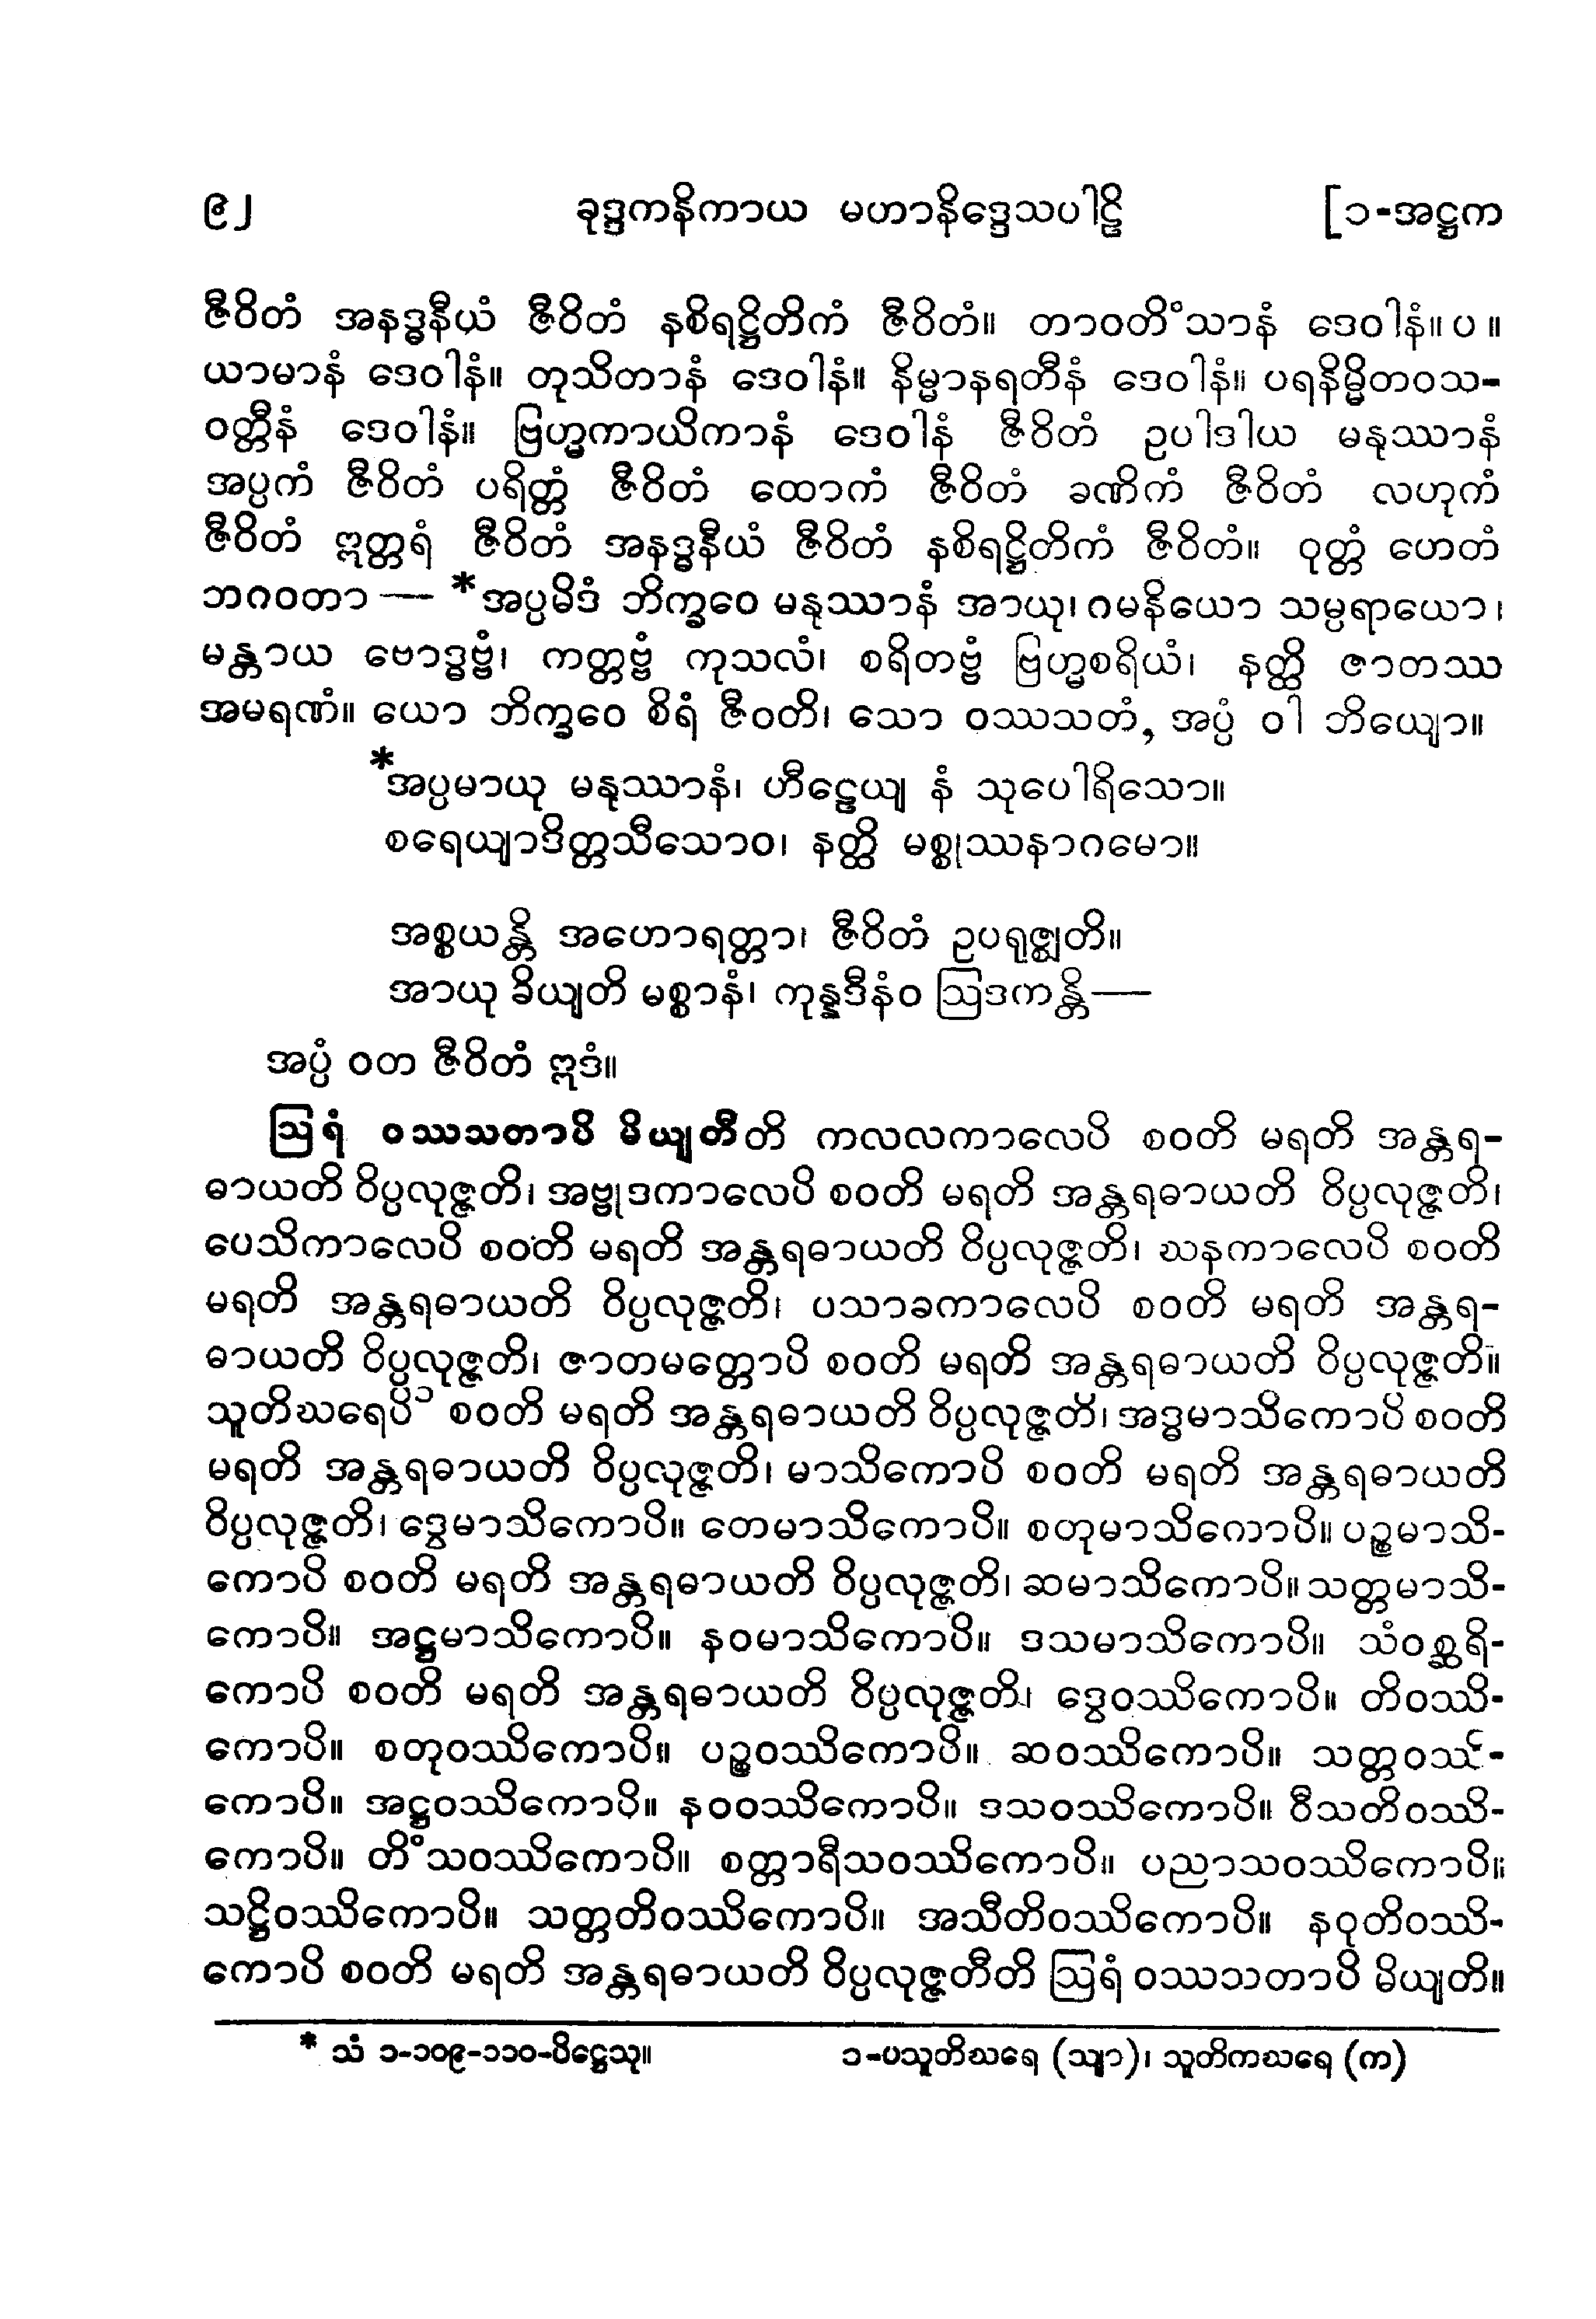 ၉၂ ခုဒ္ဒကနိကာယ မဟာနိဒ္ဒေသပါဠိ [၁-အဋ္ဌက
ဇီဝိတံ အနဒ္ဓနီယံ ဇီဝိတံ နစိရဋ္ဌိတိကံ ဇီဝိတံ။ တာဝတိံသာနံ ဒေဝါနံ။ ပ ။
ယာမာနံ ဒေဝါနံ။ တုသိတာနံ ဒေဝါနံ။ နိမ္မာနရတီနံ ဒေဝါနံ။ ပရနိမ္မိတဝသ-
ဝတ္တီနံ ဒေဝါနံ။ ဗြဟ္မကာယိကာနံ ဒေဝါနံ ဇီဝိတံ ဥပါဒါယ မနုဿာနံ
အပ္ပကံ ဇီဝိတံ ပရိတ္တံ ဇီဝိတံ ထောကံ ဇီဝိတံ ခဏိကံ ဇီဝိတံ လဟုကံ
ဇီဝိတံ ဣတ္တရံ ဇီဝိတံ အနဒ္ဓနီယံ ဇီဝိတံ နစိရဋ္ဌိတိကံ ဇီဝိတံ။ ဝုတ္တံ ဟေတံ
ဘဂဝတာ — *အပ္ပမိဒံ ဘိက္ခဝေ မနုဿာနံ အာယု၊ ဂမနိယော သမ္ပရာယော၊
မန္တာယ ဗောဒ္ဓဗ္ဗံ၊ ကတ္တဗ္ဗံ ကုသလံ၊ စရိတဗ္ဗံ ဗြဟ္မစရိယံ၊ နတ္ထိ ဇာတဿ
အမရဏံ။ ယော ဘိက္ခဝေ စိရံ ဇီဝတိ၊ သော ဝဿသတံ, အပ္ပံ ဝါ ဘိယျော။
*အပ္ပမာယု မနုဿာနံ၊ ဟီဠေယျ နံ သုပေါရိသော။
စရေယျာဒိတ္တသီသောဝ၊ နတ္ထိ မစ္စုဿနာဂမော။
အစ္စယန္တိ အဟောရတ္တာ၊ ဇီဝိတံ ဥပရုဇ္ဈတိ။
အာယု ခိယျတိ မစ္စာနံ၊ ကုန္နဒီနံဝ ဩဒကန္တိ—
အပ္ပံ ဝတ ဇီဝိတံ ဣဒံ။
ဩရံ ဝဿသတာပိ မိယျတီတိ ကလလကာလေပိ စဝတိ မရတိ အန္တရ-
ဓာယတိ ဝိပ္ပလုဇ္ဇတိ၊ အဗ္ဗုဒကာလေပိ စဝတိ မရတိ အန္တရဓာယတိ ဝိပ္ပလုဇ္ဇတိ၊
ပေသိကာလေပိ စဝတိ မရတိ အန္တရဓာယတိ ဝိပ္ပလုဇ္ဇတိ၊ ဃနကာလေပိ စဝတိ
မရတိ အန္တရဓာယတိ ဝိပ္ပလုဇ္ဇတိ၊ ပသာခကာလေပိ စဝတိ မရတိ အန္တရ-
ဓာယတိ ဝိပ္ပလုဇ္ဇတိ၊ ဇာတမတ္တောပိ စဝတိ မရတိ အန္တရဓာယတိ ဝိပ္ပလုဇ္ဇတိ။
သူတိဃရေပိ၁ စဝတိ မရတိ အန္တရဓာယတိ ဝိပ္ပလုဇ္ဇတိ၊ အဒ္ဓမာသိကောပိ စဝတိ
မရတိ အန္တရဓာယတိ ဝိပ္ပလုဇ္ဇတိ၊ မာသိကောပိ စဝတိ မရတိ အန္တရဓာယတိ
ဝိပ္ပလုဇ္ဇတိ၊ ဒွေမာသိကောပိ။ တေမာသိကောပိ။ စတုမာသိကောပိ။ ပဉ္စမာသိ-
ကောပိ စဝတိ မရတိ အန္တရဓာယတိ ဝိပ္ပလုဇ္ဇတိ၊ ဆမာသိကောပိ။ သတ္တမာသိ-
ကောပိ။ အဋ္ဌမာသိကောပိ။ နဝမာသိကောပိ။ ဒသမာသိကောပိ။ သံဝစ္ဆရိ-
ကောပိ စဝတိ မရတိ အန္တရဓာယတိ ဝိပ္ပလုဇ္ဇတိ၊ ဒွေဝဿိကောပိ။ တိဝဿိ-
ကောပိ။ စတုဝဿိကောပိ။ ပဉ္စဝဿိကောပိ။ ဆဝဿိကောပိ။ သတ္တဝဿိ-
ကောပိ။ အဋ္ဌဝဿိကောပိ။ နဝဝဿိကောပိ။ ဒသဝဿိကောပိ။ ဝီသတိဝဿိ-
ကောပိ။ တိံသဝဿိကောပိ။ စတ္တာရီသဝဿိကောပိ။ ပညာသဝဿိကောပိ။
သဋ္ဌိဝဿိကောပိ။ သတ္တတိဝဿိကောပိ။ အသီတိဝဿိကောပိ။ နဝုတိဝဿိ-
ကောပိ စဝတိ မရတိ အန္တရဓာယတိ ဝိပ္ပလုဇ္ဇတီတိ ဩရံ ဝဿသတာပိ မိယျတိ။
* သံ ၁-၁၀၉-၁၁၀-ပိဋ္ဌေသု။ ၁-ပသူတိဃရေ (သျာ)၊ သူတိကဃရေ (က)